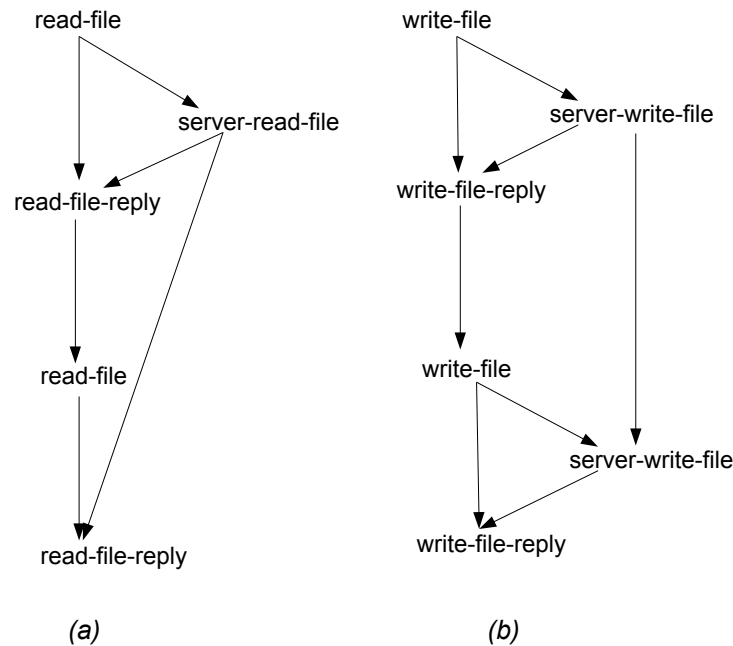 read-file
server-read-file
read-file-reply
read-file
read-file-reply
(a)
write-file
server-write-file
write-file-reply
write-file
server-write-file
write-file-reply
(b)